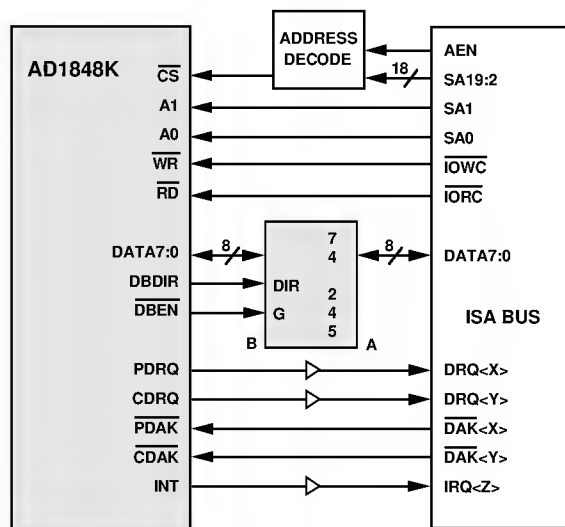 ADDRESS
DECODE
AEN
AD1848K
CS
18
SA19:2
A1
SA1
A0
SA0
WR
IOWC
RD
IORC
7
DATA7:0
8
4
8
DATA7:0
DBDIR
DIR
2
DBEN
G
4
ISA BUS
5
B
A
PDRQ
DRQ<X>
CDRQ
DRQ<Y>
PDAK
DAK<X>
CDAK
DAK<Y>
INT
IRQ<Z>